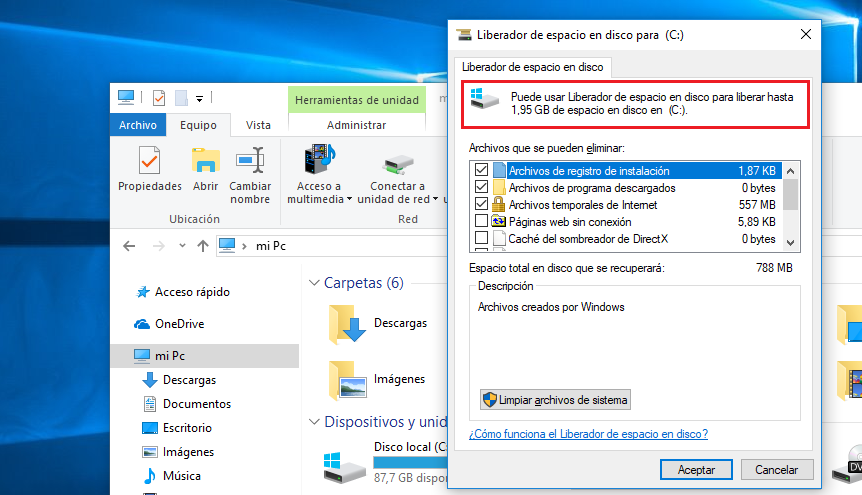 Liberador de espacio en disco para (C:)
Liberador de espacio en disco
Puede usar Liberador de espacio en disco para liberar hasta
1,95 GB de espacio en disco en (C:).
Archivos que se pueden eliminar:
Archivos de registro de instalación 1,87 KB
Archivos de programa descargados 0 bytes
Archivos temporales de Internet 557 MB
Páginas web sin conexión 5,89 KB
Caché del sombreador de DirectX 0 bytes
Espacio total en disco que se recuperará: 788 MB
Descripción
Archivos creados por Windows
Limpiar archivos de sistema
¿Cómo funciona el Liberador de espacio en disco?
Aceptar Cancelar
Herramientas de unidad
Archivo Equipo Vista Administrar
Propiedades Abrir Cambiar
nombre
Acceso a
multimedia
Conectar a
unidad de red
Ubicación Red
mi Pc
Acceso rápido
OneDrive
mi Pc
Descargas
Documentos
Escritorio
Imágenes
Música
Carpetas (6)
Descargas
Imágenes
Dispositivos y unid
Disco local (C:
87,7 GB dispor